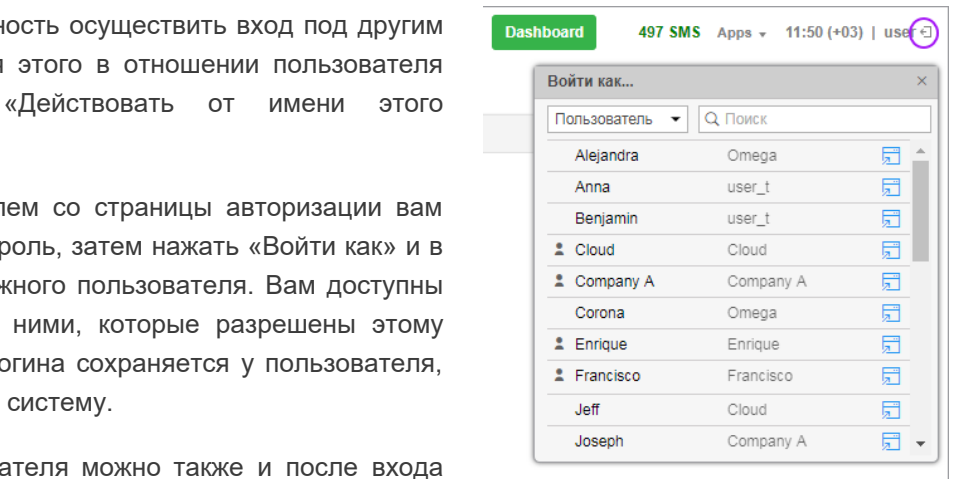 ность осуществить вход под другим
я этого в отношении пользователя
«Действовать от имени этого
лем со страницы авторизации вам
роль, затем нажать «Войти как» и в
жного пользователя. Вам доступны
ними, которые разрешены этому
огина сохраняется у пользователя,
систему.
ателя можно также и после входа
Dashboard 497 SMS Apps 11:50 (+03) | user
Войти как...
Пользователь Поиск
Alejandra Omega
Anna user_t
Benjamin user_t
Cloud Cloud
Company A Company A
Corona Omega
Enrique Enrique
Francisco Francisco
Jeff Cloud
Joseph Company A